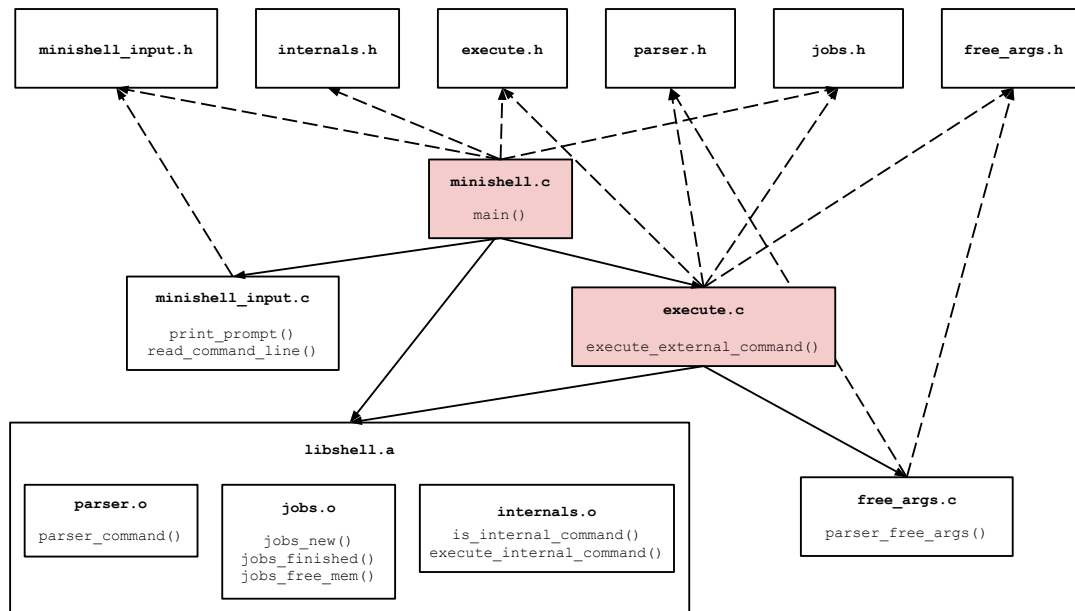 minishell_input.h
internals.h
execute.h
parser.h
jobs.h
free_args.h
minishell.c
main()
minishell_input.c
print_prompt()
read_command_line()
execute.c
execute_external_command()
libshell.a
parser.o
parser_command()
jobs.o
jobs_new()
jobs_finished()
jobs_free_mem()
internals.o
is_internal_command()
execute_internal_command()
free_args.c
parser_free_args()